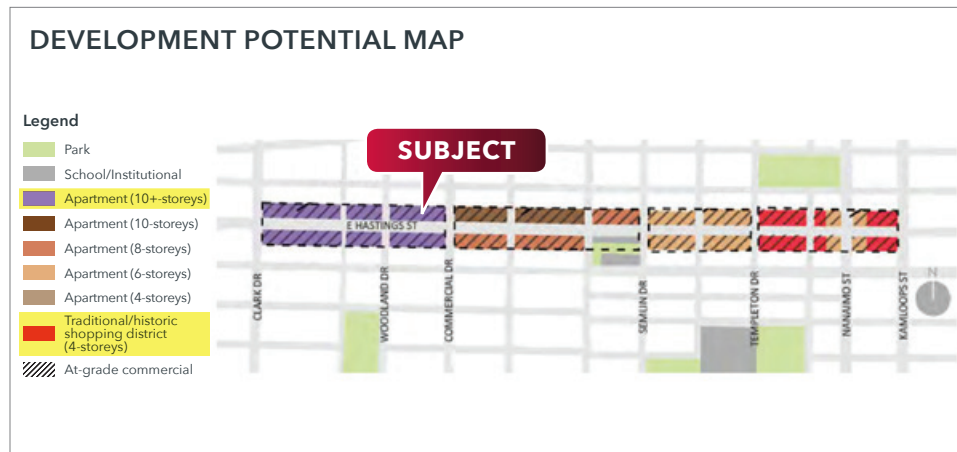 DEVELOPMENT POTENTIAL MAP
Legend
Park
School/Institutional
Apartment (10+-storeys)
Apartment (10-storeys)
Apartment (8-storeys)
Apartment (6-storeys)
Apartment (4-storeys)
Traditional/historic
shopping district
(4-storeys)
At-grade commercial
SUBJECT
E HASTINGS ST
CLARK DR
WOODLAND DR
COMMERCIAL DR
SEMLIN DR
TEMPLETON DR
NANAIMO ST
KAMLOOPS ST
N